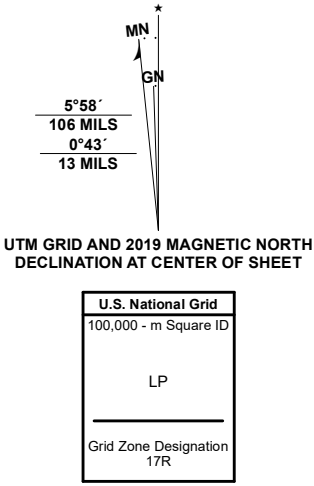 ★
MN
GN
5°58´
106 MILS
0°43´
13 MILS
UTM GRID AND 2019 MAGNETIC NORTH
DECLINATION AT CENTER OF SHEET
U.S. National Grid
100,000 - m Square ID
LP
Grid Zone Designation
17R